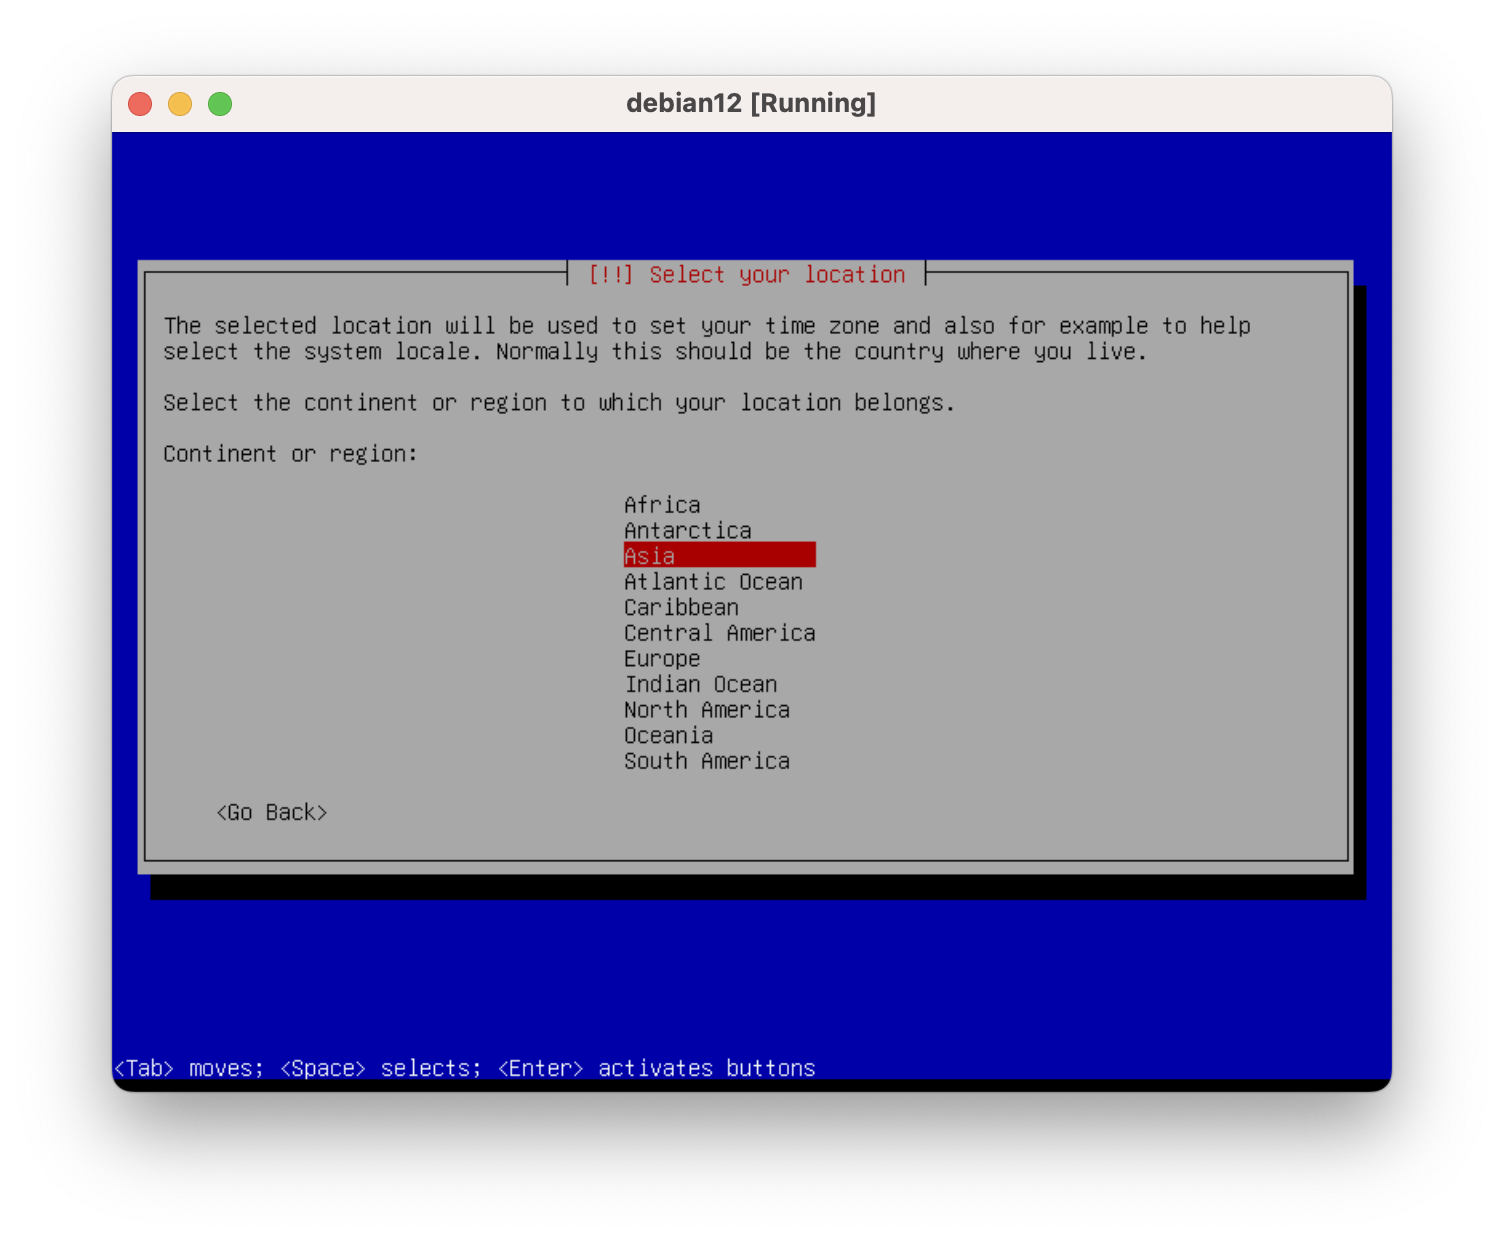 debian12 [Running]
[!!] Select your location
The selected location will be used to set your time zone and also for example to help
select the system locale. Normally this should be the country where you live.
Select the continent or region to which your location belongs.
Continent or region:
Africa
Antarctica
Asia
Atlantic Ocean
Caribbean
Central America
Europe
Indian Ocean
North America
Oceania
South America
<Go Back>
<Tab> moves; <Space> selects; <Enter> activates buttons